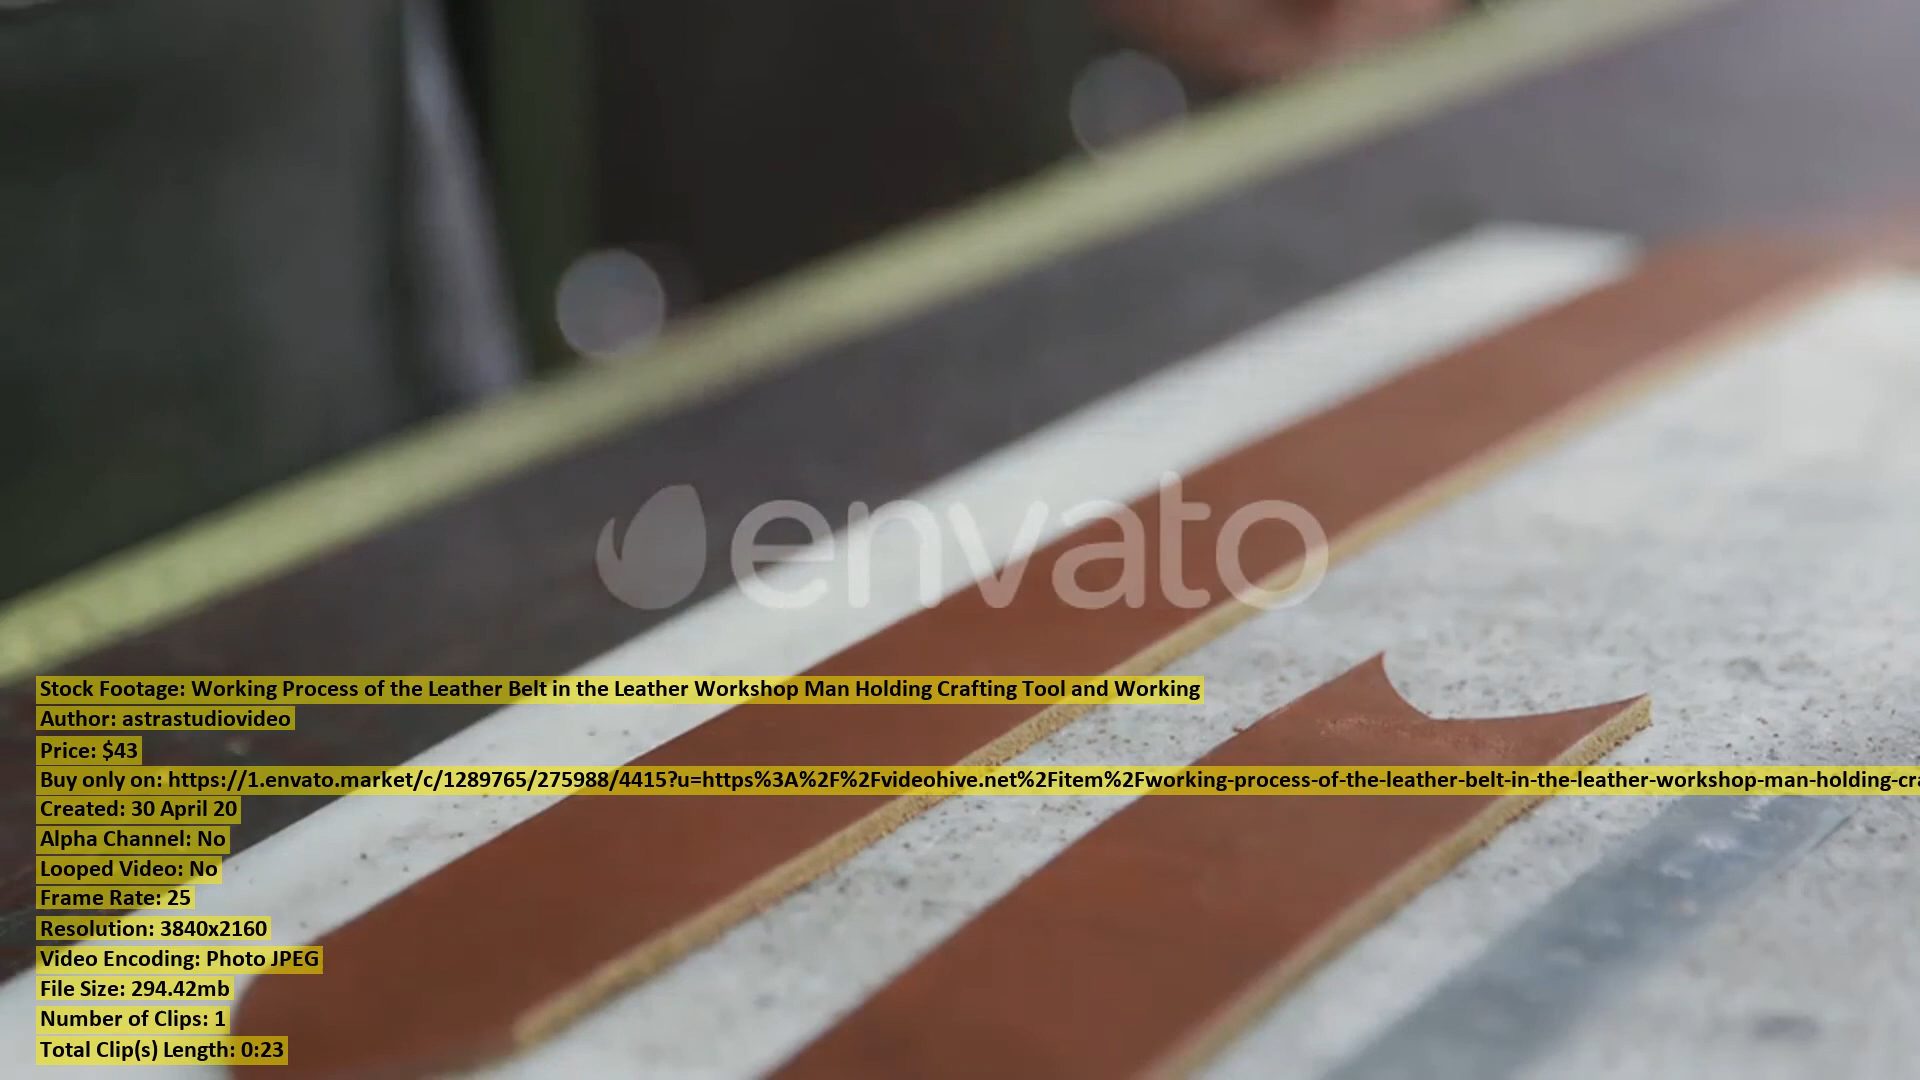 envato
Stock Footage: Working Process of the Leather Belt in the Leather Workshop Man Holding Crafting Tool and Working
Author: astrastudiovideo
Price: $43
Buy only on: https://1.envato.market/c/1289765/275988/4415?u=https%3A%2F%2Fvideohive.net%2Fitem%2Fworking-process-of-the-leather-belt-in-the-leather-workshop-man-holding-cra
Created: 30 April 20
Alpha Channel: No
Looped Video: No
Frame Rate: 25
Resolution: 3840x2160
Video Encoding: Photo JPEG
File Size: 294.42mb
Number of Clips: 1
Total Clip(s) Length: 0:23